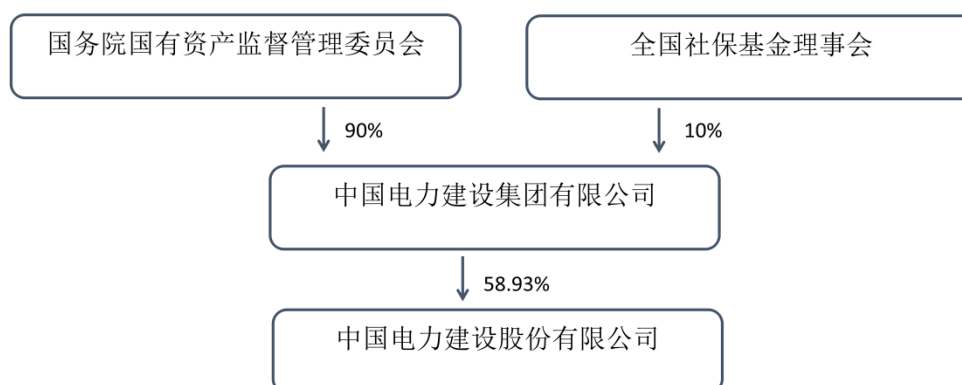 国务院国有资产监督管理委员会
全国社保基金理事会
90%
10%
中国电力建设集团有限公司
58.93%
中国电力建设股份有限公司